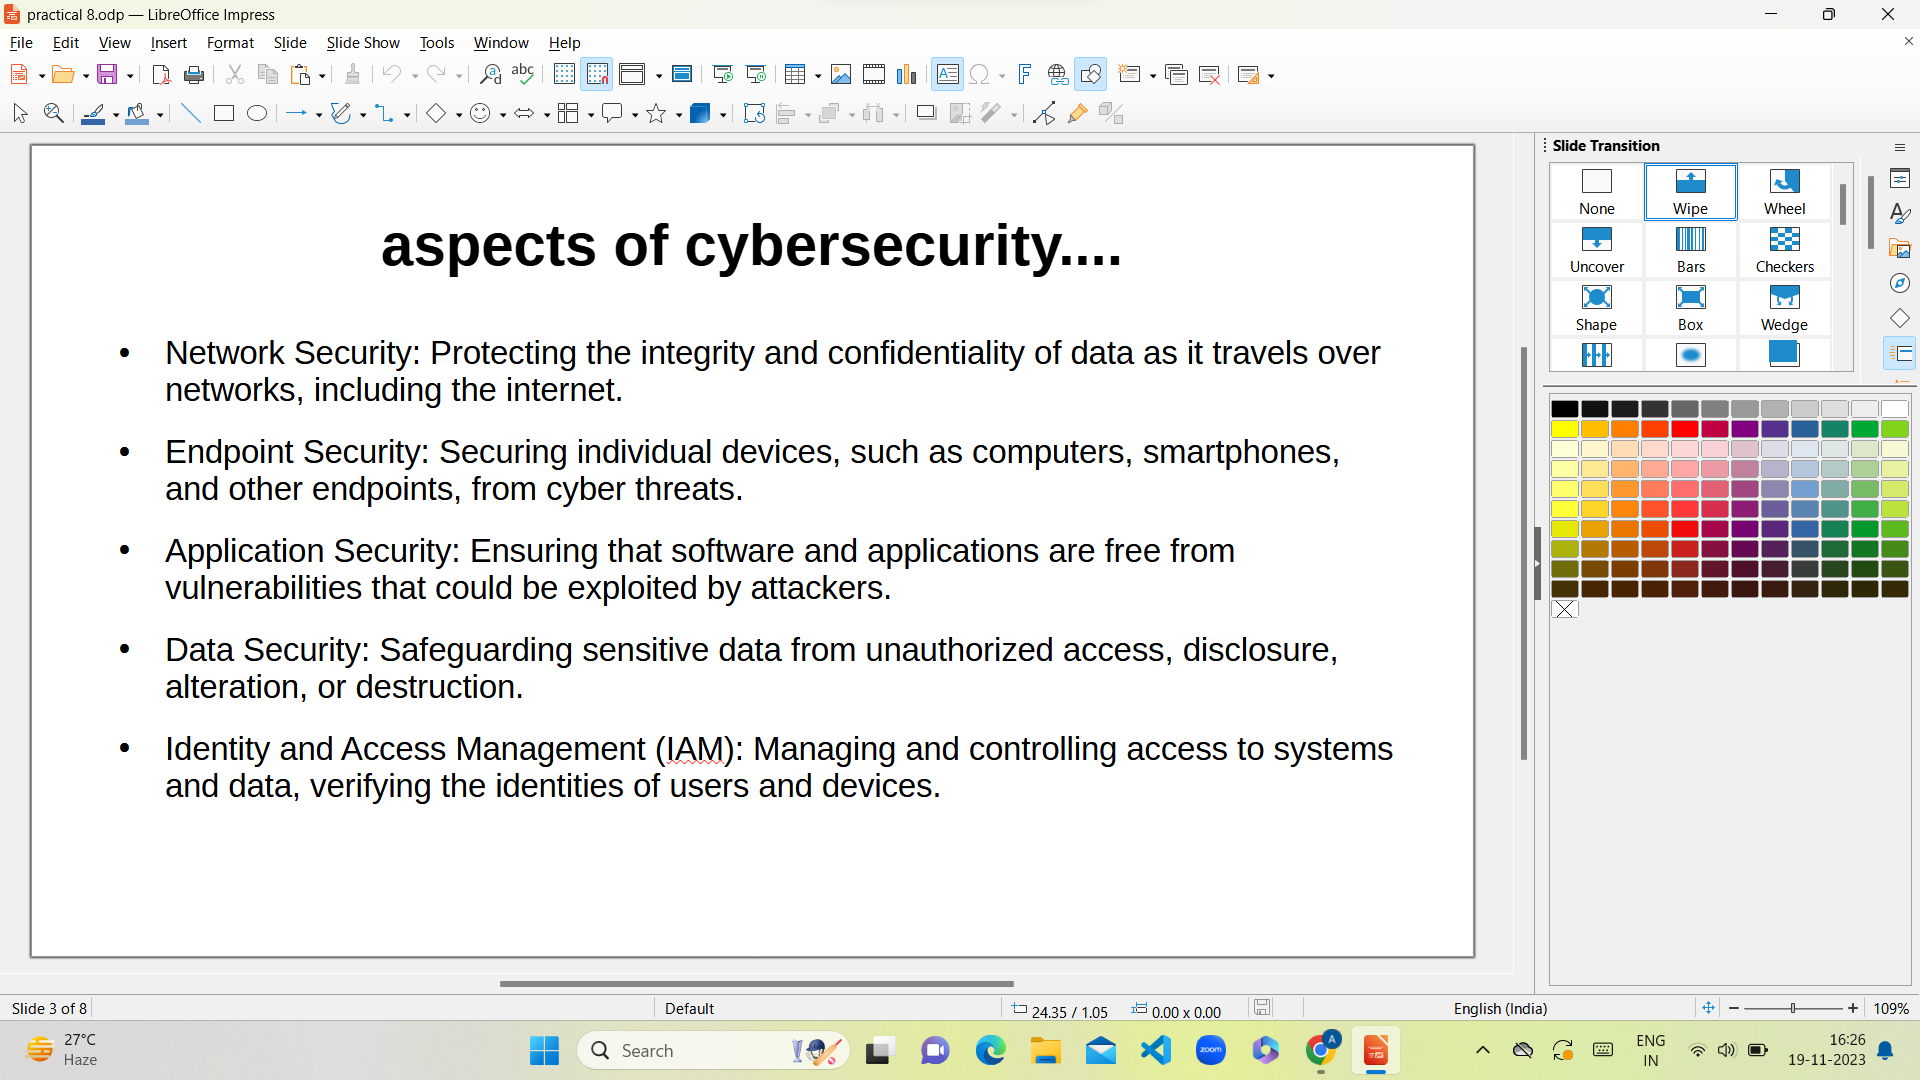 practical 8.odp — LibreOffice Impress
File Edit View Insert Format Slide Slide Show Tools Window Help
Slide Transition
None Wipe Wheel
Uncover Bars Checkers
Shape Box Wedge
aspects of cybersecurity....
• Network Security: Protecting the integrity and confidentiality of data as it travels over
networks, including the internet.
• Endpoint Security: Securing individual devices, such as computers, smartphones,
and other endpoints, from cyber threats.
• Application Security: Ensuring that software and applications are free from
vulnerabilities that could be exploited by attackers.
• Data Security: Safeguarding sensitive data from unauthorized access, disclosure,
alteration, or destruction.
• Identity and Access Management (IAM): Managing and controlling access to systems
and data, verifying the identities of users and devices.
Slide 3 of 8 Default 24.35 / 1.05 0.00 x 0.00 English (India) 109%
27°C
Haze
Search
zoom
A
ENG
IN
16:26
19-11-2023